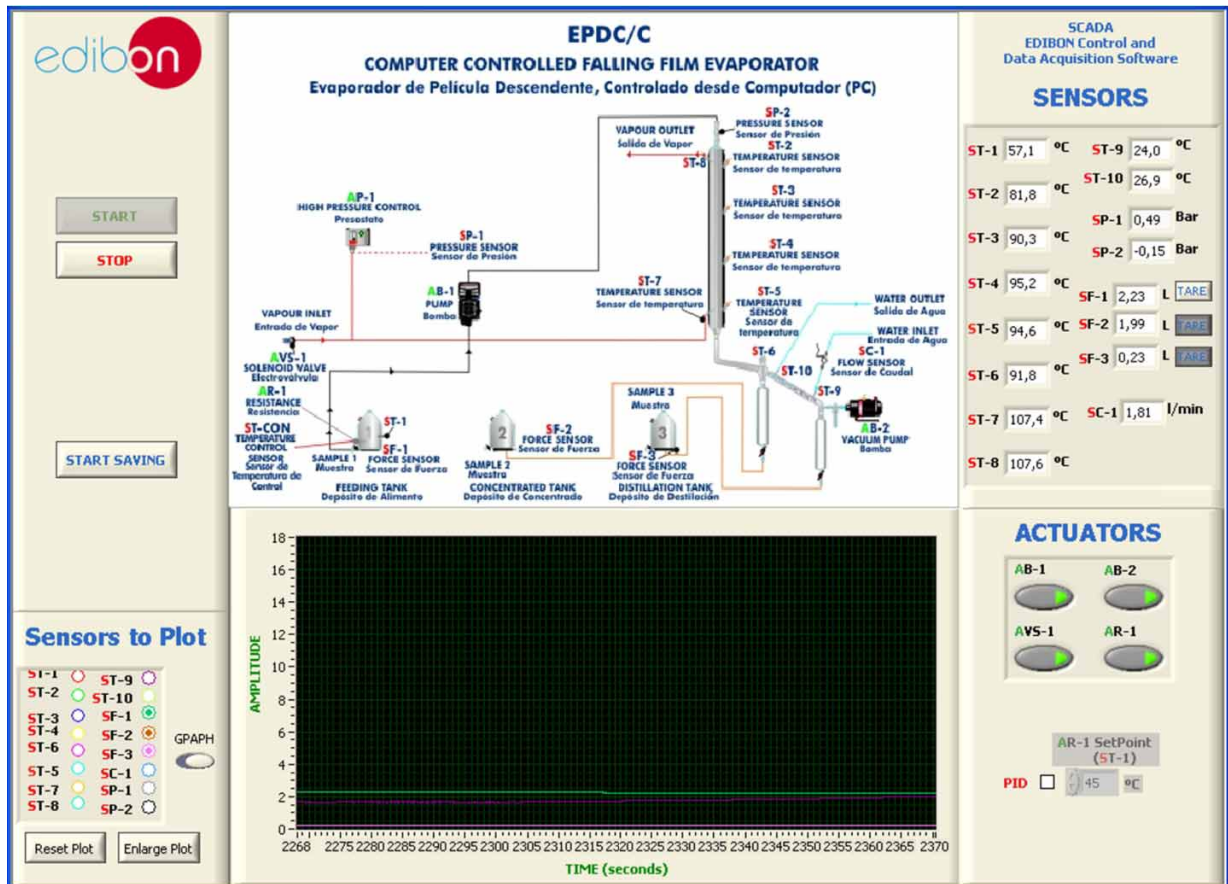 edibon
START
STOP
START SAVING
EPDC/C
COMPUTER CONTROLLED FALLING FILM EVAPORATOR
Evaporador de Película Descendente, Controlado desde Computador (PC)
SP-2
PRESSURE SENSOR
Sensor de Presión
VAPOUR OUTLET
Salida de Vapor
ST-8
ST-2
TEMPERATURE SENSOR
Sensor de temperatura
AP-1
HIGH PRESSURE CONTROL
Presostato
ST-3
TEMPERATURE SENSOR
Sensor de temperatura
SP-1
PRESSURE SENSOR
Sensor de Presión
ST-4
TEMPERATURE SENSOR
Sensor de temperatura
AB-1
PUMP
Bomba
ST-7
TEMPERATURE SENSOR
Sensor de temperatura
ST-5
TEMPERATURE
SENSOR
Sensor de
temperatura
WATER OUTLET
Salida de Agua
VAPOUR INLET
Entrada de Vapor
WATER INLET
Entrada de Agua
AVS-1
SOLENOID VALVE
Electroválvula
ST-6
ST-10
SC-1
FLOW SENSOR
Sensor de Caudal
AR-1
RESISTANCE
Resistencia
ST-9
ST-CON
TEMPERATURE
CONTROL
SENSOR
Sensor de
Temperatura de
Control
1
ST-1
SF-1
FORCE SENSOR
Sensor de Fuerza
SAMPLE 1
Muestra
2
SF-2
FORCE SENSOR
Sensor de Fuerza
SAMPLE 2
Muestra
SAMPLE 3
Muestra
3
SF-3
FORCE SENSOR
Sensor de Fuerza
AB-2
VACUUM PUMP
Bomba
FEEDING TANK
Depósito de Alimento
CONCENTRATED TANK
Depósito de Concentrado
DISTILLATION TANK
Depósito de Destilación
SCADA
EDIBON Control and
Data Acquisition Software
SENSORS
ST-1 57,1 ºC ST-9 24,0 ºC
ST-2 81,8 ºC ST-10 26,9 ºC
ST-3 90,3 ºC SP-1 0,49 Bar
SP-2 -0,15 Bar
ST-4 95,2 ºC SF-1 2,23 L TARE
ST-5 94,6 ºC SF-2 1,99 L TARE
ST-6 91,8 ºC SF-3 0,23 L TARE
ST-7 107,4 ºC SC-1 1,81 l/min
ST-8 107,6 ºC
Sensors to Plot
ST-1 ST-9
ST-2 ST-10
ST-3 SF-1
ST-4 SF-2
ST-6 SF-3
ST-5 SC-1
ST-7 SP-1
ST-8 SP-2
GPAPH
Reset Plot Enlarge Plot
AMPLITUDE
18
16
14
12
10
8
6
4
2
0
2268 2275 2280 2285 2290 2295 2300 2305 2310 2315 2320 2325 2330 2335 2340 2345 2350 2355 2360 2365 2370
TIME (seconds)
ACTUATORS
AB-1 AB-2
AVS-1 AR-1
AR-1 SetPoint
(ST-1)
PID 45 ºC